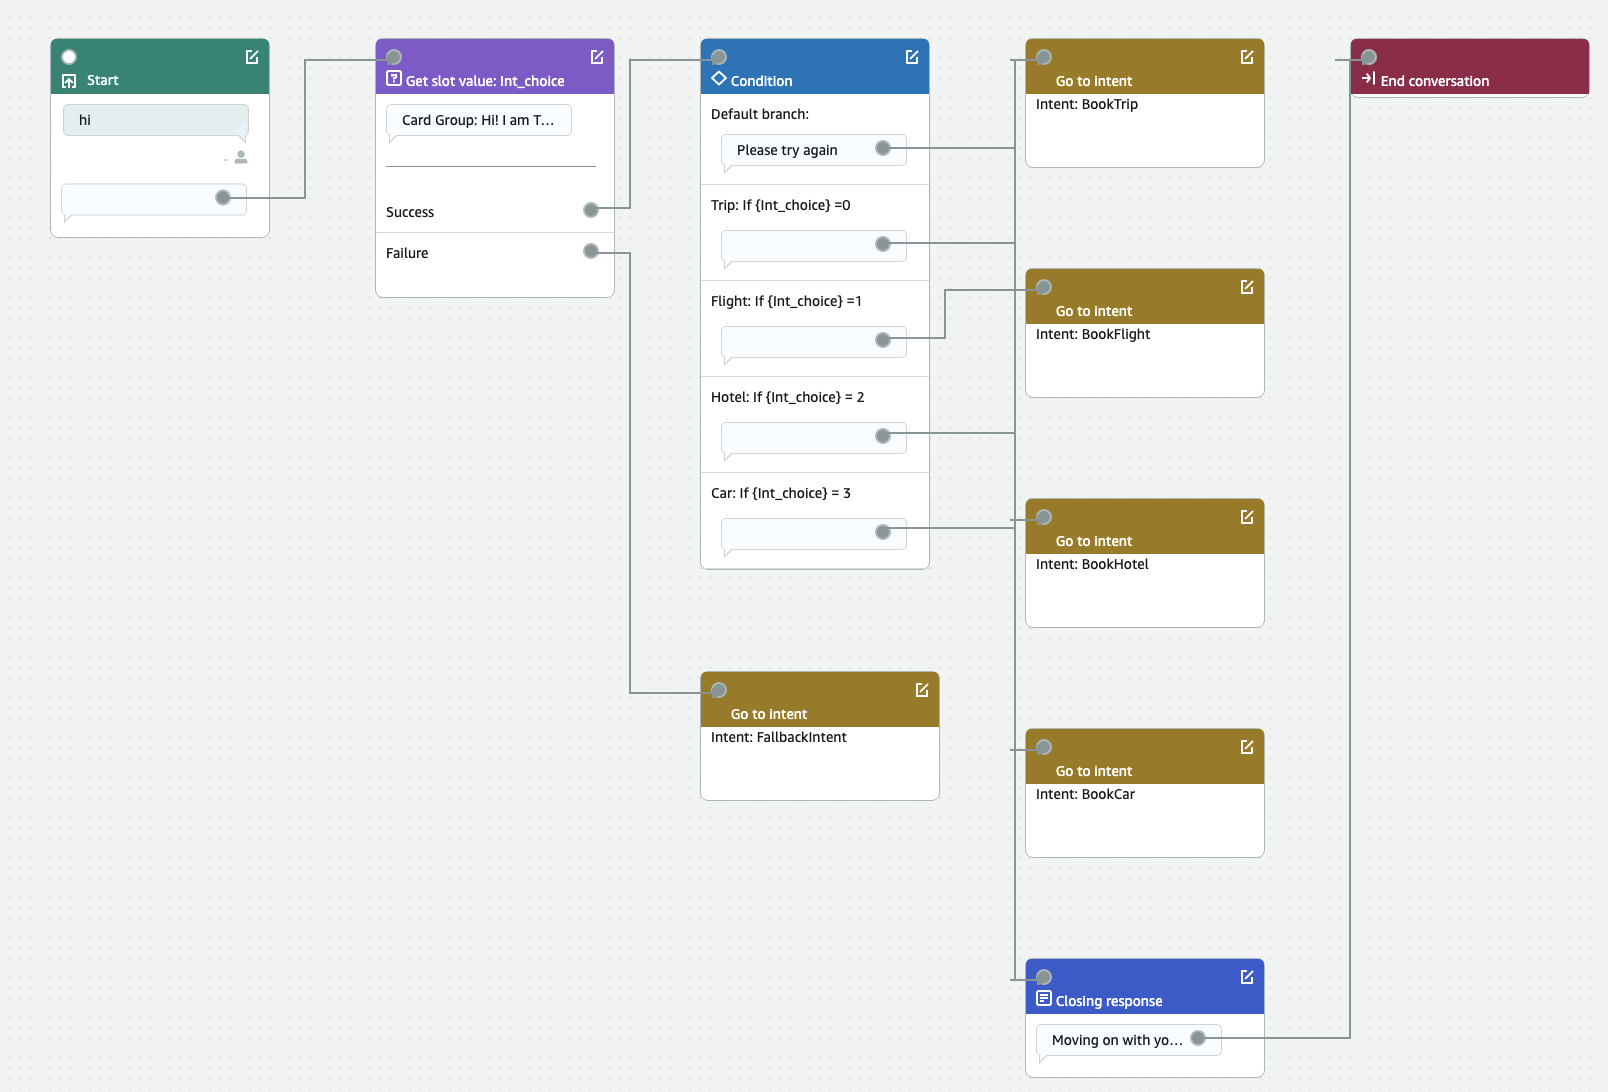 Start
hi
-
Get slot value: Int_choice
Card Group: Hi! I am T...
Success
Failure
Condition
Default branch:
Please try again
Trip: If {Int_choice} =0
Flight: If {Int_choice} =1
Hotel: If {Int_choice} = 2
Car: If {Int_choice} = 3
Go to intent
Intent: FallbackIntent
Go to intent
Intent: BookTrip
Go to intent
Intent: BookFlight
Go to intent
Intent: BookHotel
Go to intent
Intent: BookCar
Closing response
Moving on with yo...
End conversation